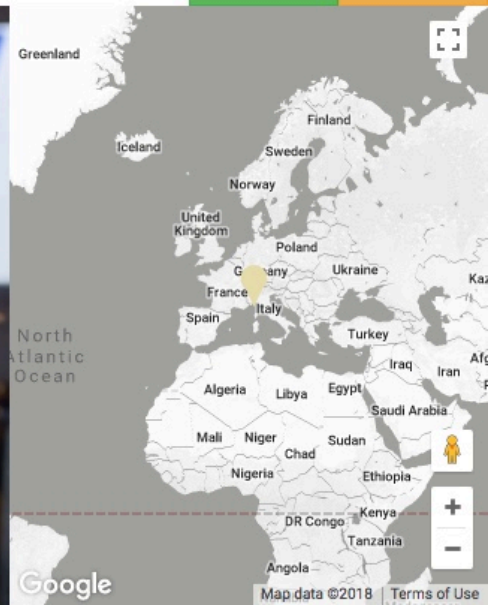 Greenland
Finland
Iceland
Sweden
Norway
United
Kingdom
Poland
Ukraine
France
Italy
Spain
Turkey
North
Atlantic
Ocean
Iraq
Iran
Algeria
Libya
Egypt
Saudi Arabia
Mali
Niger
Sudan
Chad
Nigeria
Ethiopia
Kenya
DR Congo
Tanzania
Angola
Google
Map data ©2018
Terms of Use